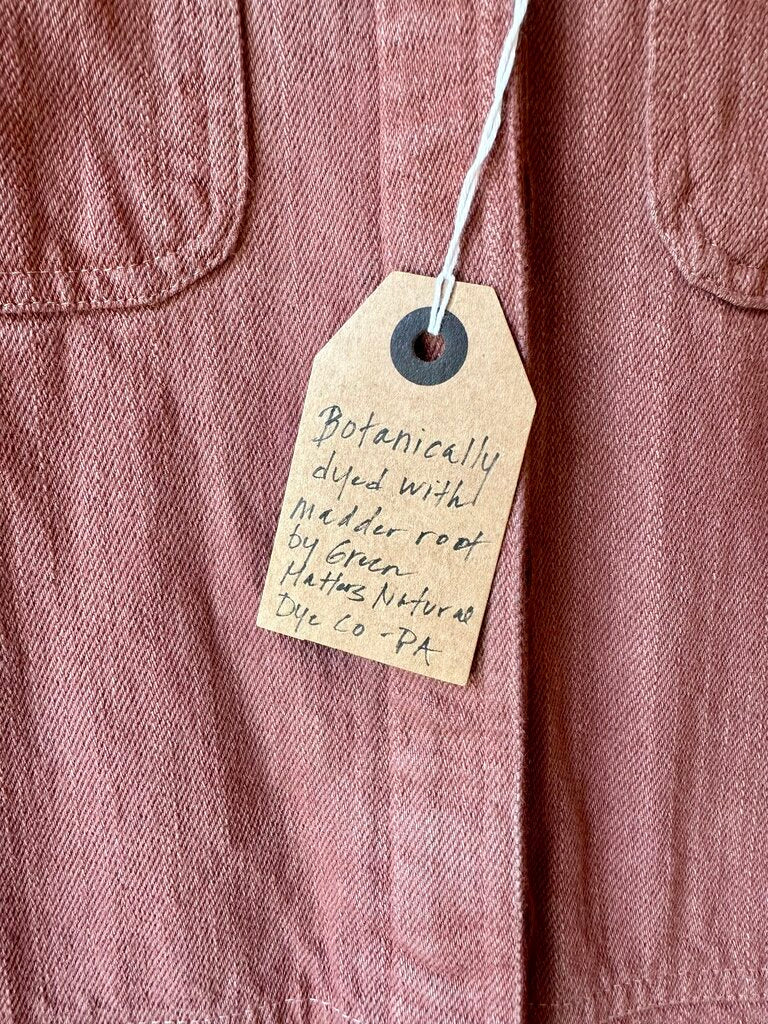 Botanically
dyed with
madder root
by Green
Matters Natural
Dye Co - PA